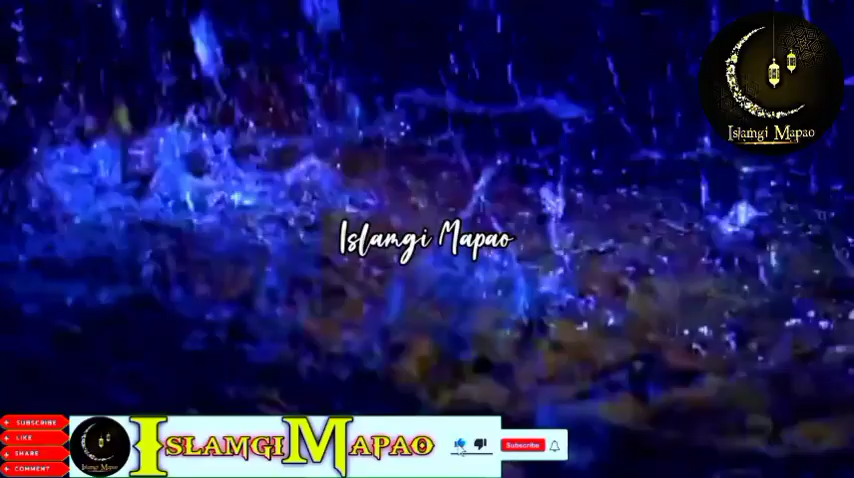 Islamgi Mapao
Islamgi Mapao
SUBSCRIBE
LIKE
SHARE
COMMENT
Islamgi Mapao
ISLAMGI MAPAO
Subscribe